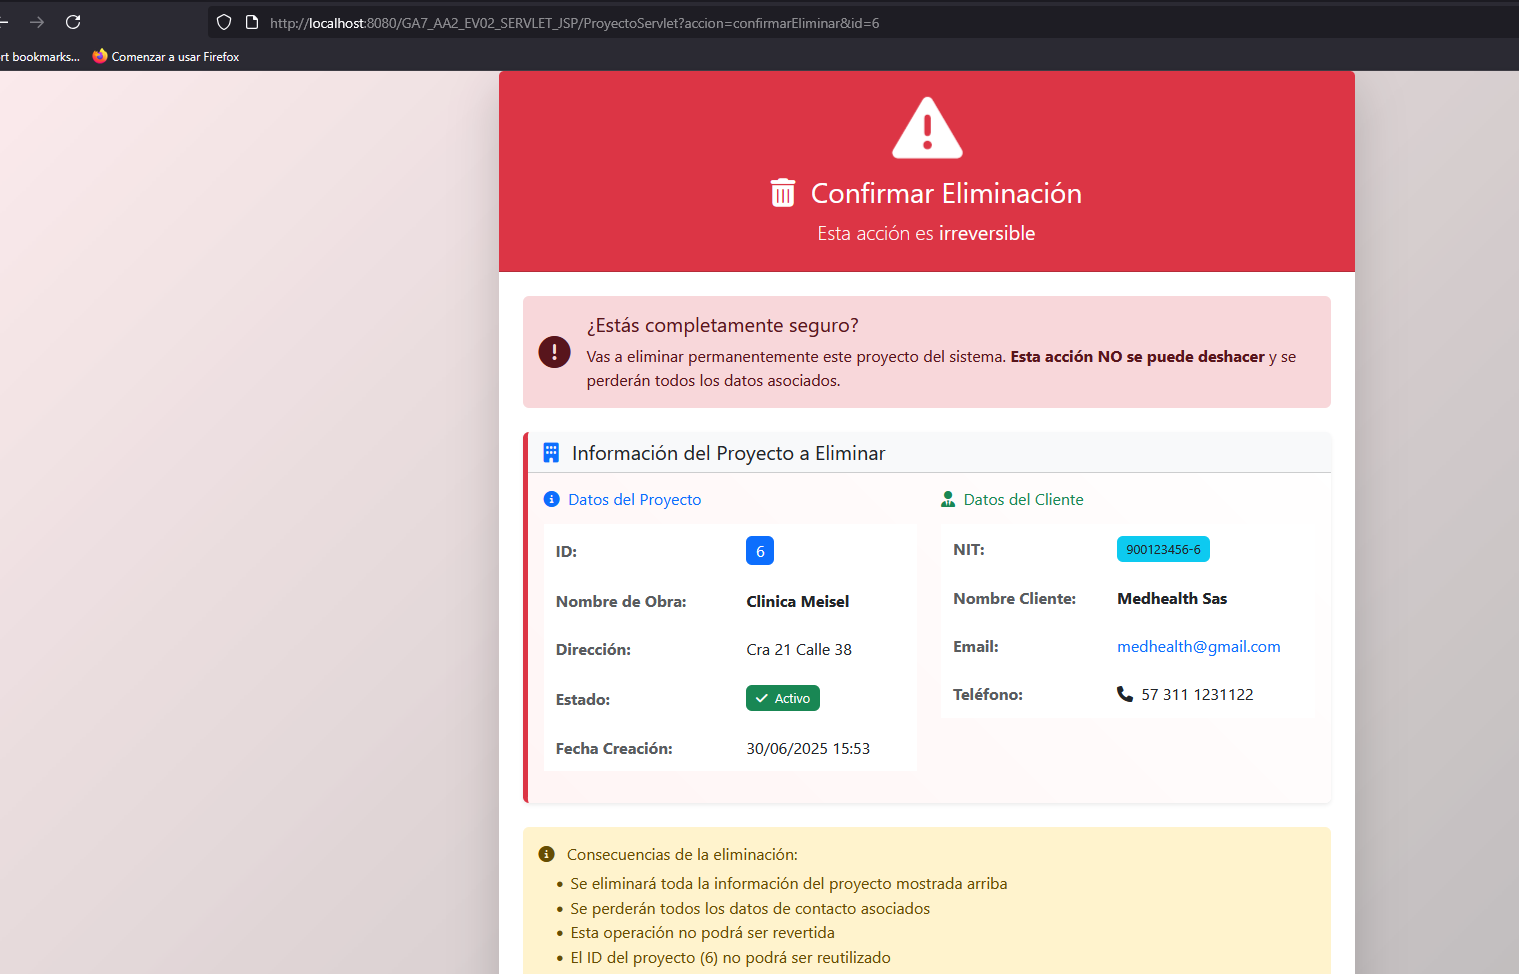 http://localhost:8080/GA7_AA2_EV02_SERVLET_JSP/ProyectoServlet?accion=confirmarEliminar&id=6
rt bookmarks... Comenzar a usar Firefox
Confirmar Eliminación
Esta acción es irreversible
¿Estás completamente seguro?
Vas a eliminar permanentemente este proyecto del sistema. Esta acción NO se puede deshacer y se
perderán todos los datos asociados.
Información del Proyecto a Eliminar
Datos del Proyecto
ID: 6
Nombre de Obra: Clinica Meisel
Dirección: Cra 21 Calle 38
Estado: Activo
Fecha Creación: 30/06/2025 15:53
Datos del Cliente
NIT: 900123456-6
Nombre Cliente: Medhealth Sas
Email: medhealth@gmail.com
Teléfono: 57 311 1231122
Consecuencias de la eliminación:
• Se eliminará toda la información del proyecto mostrada arriba
• Se perderán todos los datos de contacto asociados
• Esta operación no podrá ser revertida
• El ID del proyecto (6) no podrá ser reutilizado